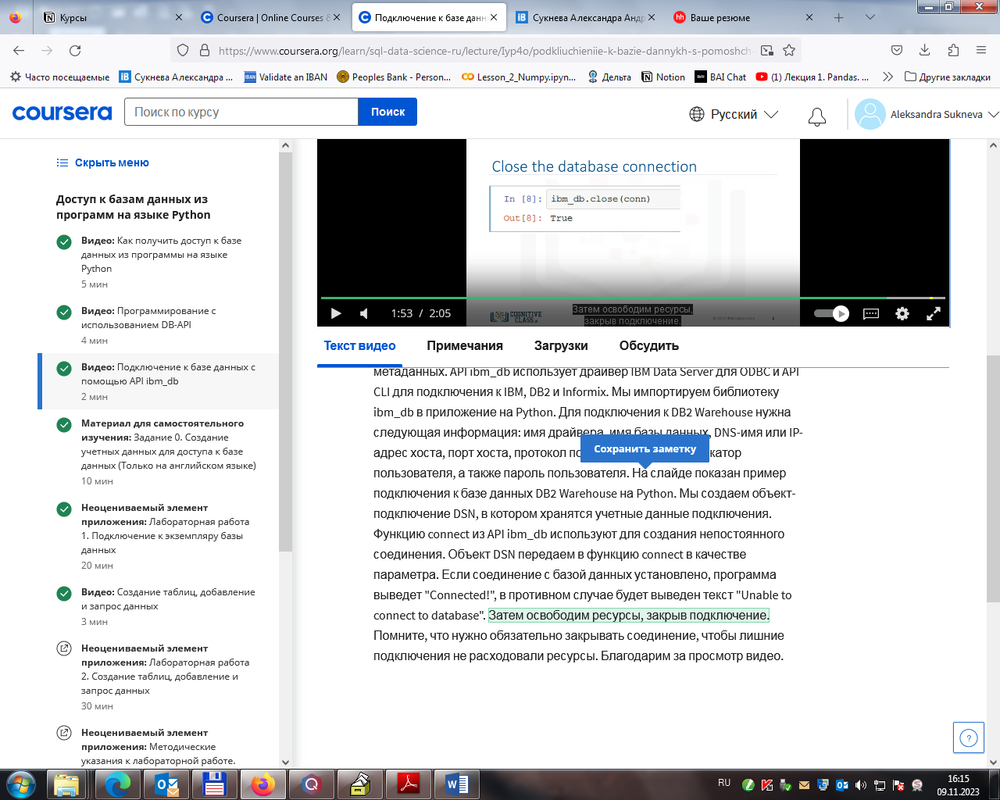 Курсы
Coursera | Online Courses &
Подключение к базе данн
Сукнева Александра Андр
Ваше резюме
https://www.coursera.org/learn/sql-data-science-ru/lecture/Iyp4o/podkliuchieniie-k-bazie-dannykh-s-pomoshch
Часто посещаемые
Сукнева Александра ...
Validate an IBAN
Peoples Bank - Person...
Lesson_2_Numpy.ipyn...
Дельта
Notion
BAI Chat
(1) Лекция 1. Pandas. ...
Другие закладки
coursera
Поиск по курсу
Поиск
Русский
Aleksandra Sukneva
Скрыть меню
Доступ к базам данных из
программ на языке Python
Видео: Как получить доступ к базе
данных из программы на языке
Python
5 мин
Видео: Программирование с
использованием DB-API
4 мин
Видео: Подключение к базе данных с
помощью API ibm_db
2 мин
Материал для самостоятельного
изучения: Задание 0. Создание
учетных данных для доступа к базе
данных (Только на английском языке)
10 мин
Неоцениваемый элемент
приложения: Лабораторная работа
1. Подключение к экземпляру базы
данных
20 мин
Видео: Создание таблиц, добавление
и запрос данных
3 мин
Неоцениваемый элемент
приложения: Лабораторная работа
2. Создание таблиц, добавление и
запрос данных
30 мин
Неоцениваемый элемент
приложения: Методические
указания к лабораторной работе.
Close the database connection
In [8]: ibm_db.close(conn)
Out[8]: True
1:53 / 2:05
COGNITIVE
CLASS
Затем освободим ресурсы,
закрыв подключение.
Текст видео
Примечания
Загрузки
Обсудить
метаданных. API ibm_db использует драйвер IBM Data Server для ODBC и API
CLI для подключения к IBM, DB2 и Informix. Мы импортируем библиотеку
ibm_db в приложение на Python. Для подключения к DB2 Warehouse нужна
следующая информация: имя драйвера, имя базы данных, DNS-имя или IP-
адрес хоста, порт хоста, протокол по
Сохранить заметку
катор
пользователя, а также пароль пользователя. На слайде показан пример
подключения к базе данных DB2 Warehouse на Python. Мы создаем объект-
подключение DSN, в котором хранятся учетные данные подключения.
Функцию connect из API ibm_db используют для создания непостоянного
соединения. Объект DSN передаем в функцию connect в качестве
параметра. Если соединение с базой данных установлено, программа
выведет "Connected!", в противном случае будет выведен текст "Unable to
connect to database". Затем освободим ресурсы, закрыв подключение.
Помните, что нужно обязательно закрывать соединение, чтобы лишние
подключения не расходовали ресурсы. Благодарим за просмотр видео.
RU
16:15
09.11.2023